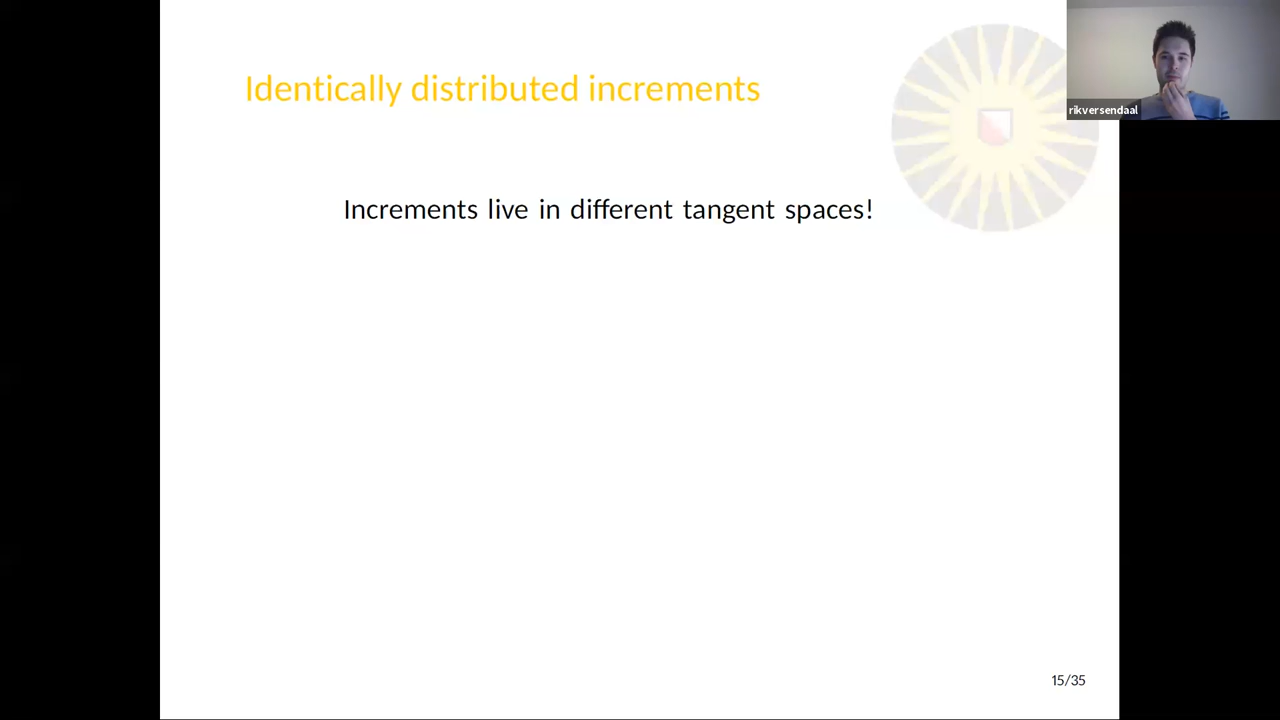 Identically distributed increments
rikversendaal
Increments live in different tangent spaces!
15/35